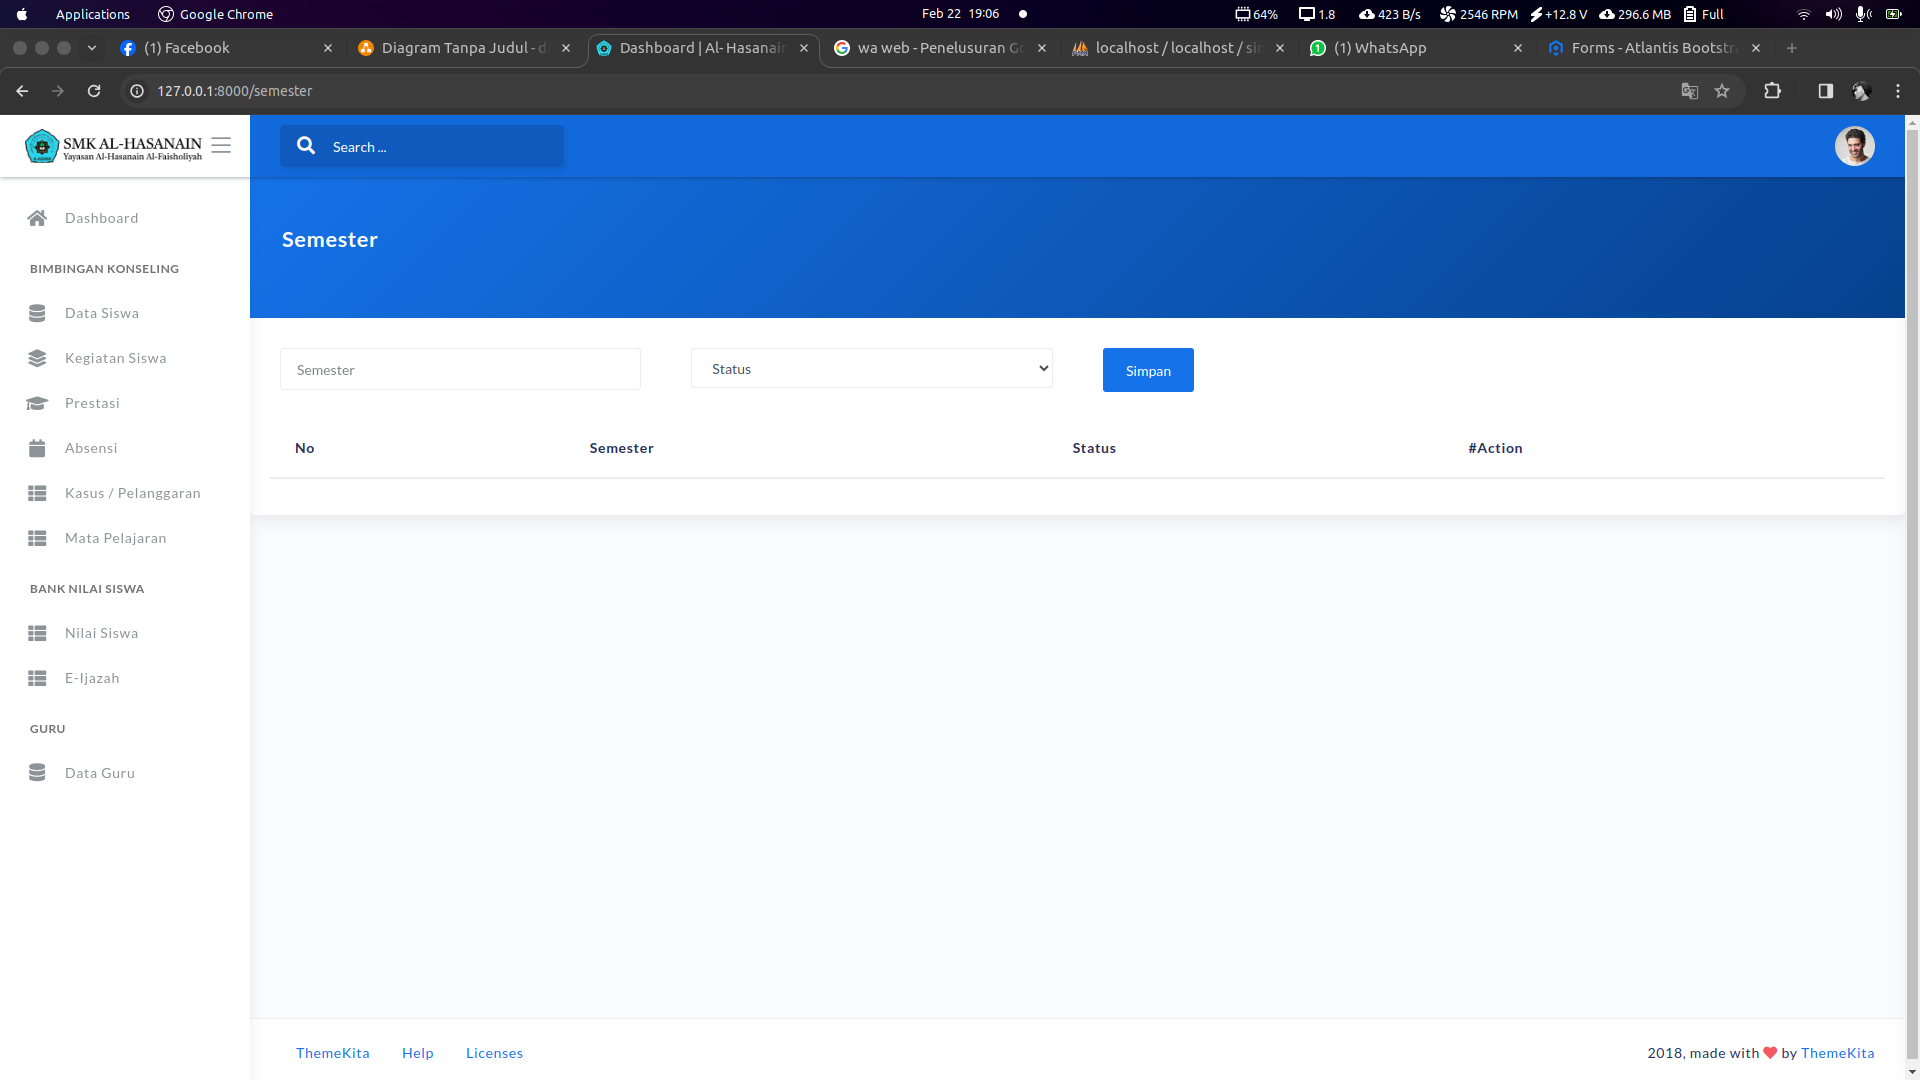 Applications Google Chrome Feb 22 19:06 64% 1.8 423 B/s 2546 RPM +12.8 V 296.6 MB Full
(1) Facebook Diagram Tanpa Judul - d Dashboard | Al-Hasanain wa web - Penelusuran Go localhost / localhost / sim (1) WhatsApp Forms - Atlantis Bootstra
127.0.0.1:8000/semester
SMK AL-HASANAIN
Yayasan Al-Hasanain Al-Faisholiyah
Search ...
Dashboard
BIMBINGAN KONSELING
Data Siswa
Kegiatan Siswa
Prestasi
Absensi
Kasus / Pelanggaran
Mata Pelajaran
BANK NILAI SISWA
Nilai Siswa
E-Ijazah
GURU
Data Guru
Semester
Semester Status Simpan
No Semester Status #Action
ThemeKita Help Licenses 2018, made with by ThemeKita